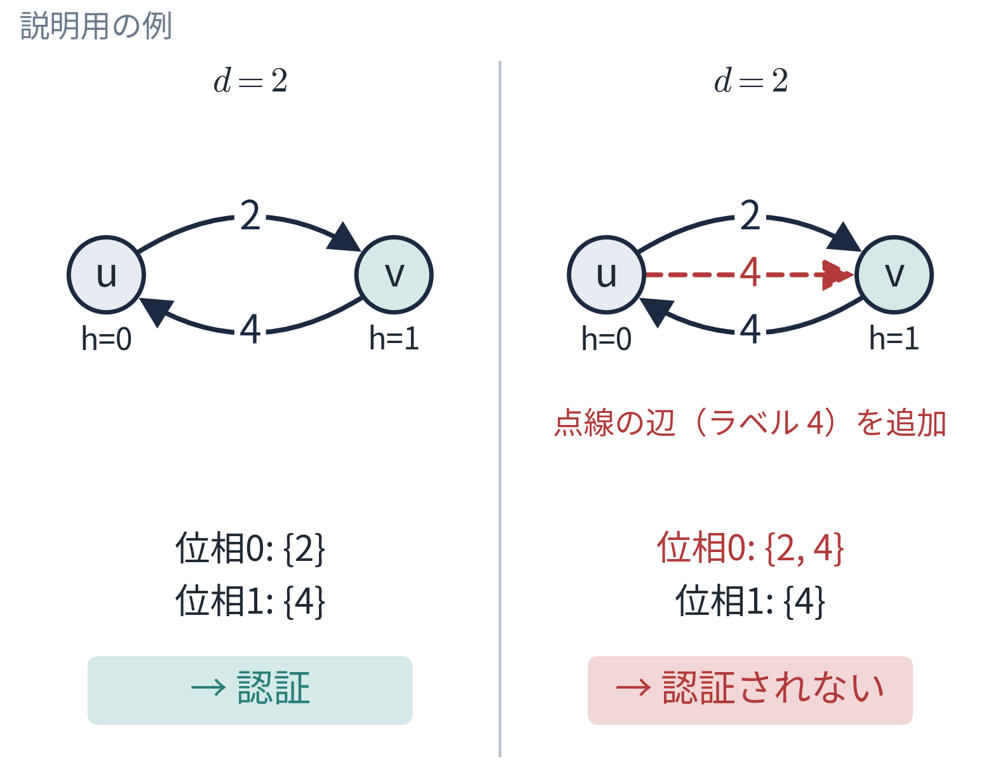 説明用の例
d = 2
2
u
v
4
h=0
h=1
位相0: {2}
位相1: {4}
→ 認証
d = 2
2
u
4
v
4
h=0
h=1
点線の辺（ラベル 4）を追加
位相0: {2, 4}
位相1: {4}
→ 認証されない